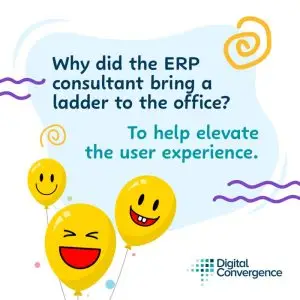 Why did the ERP
consultant bring a
ladder to the office?
To help elevate
the user experience.
Digital
Convergence